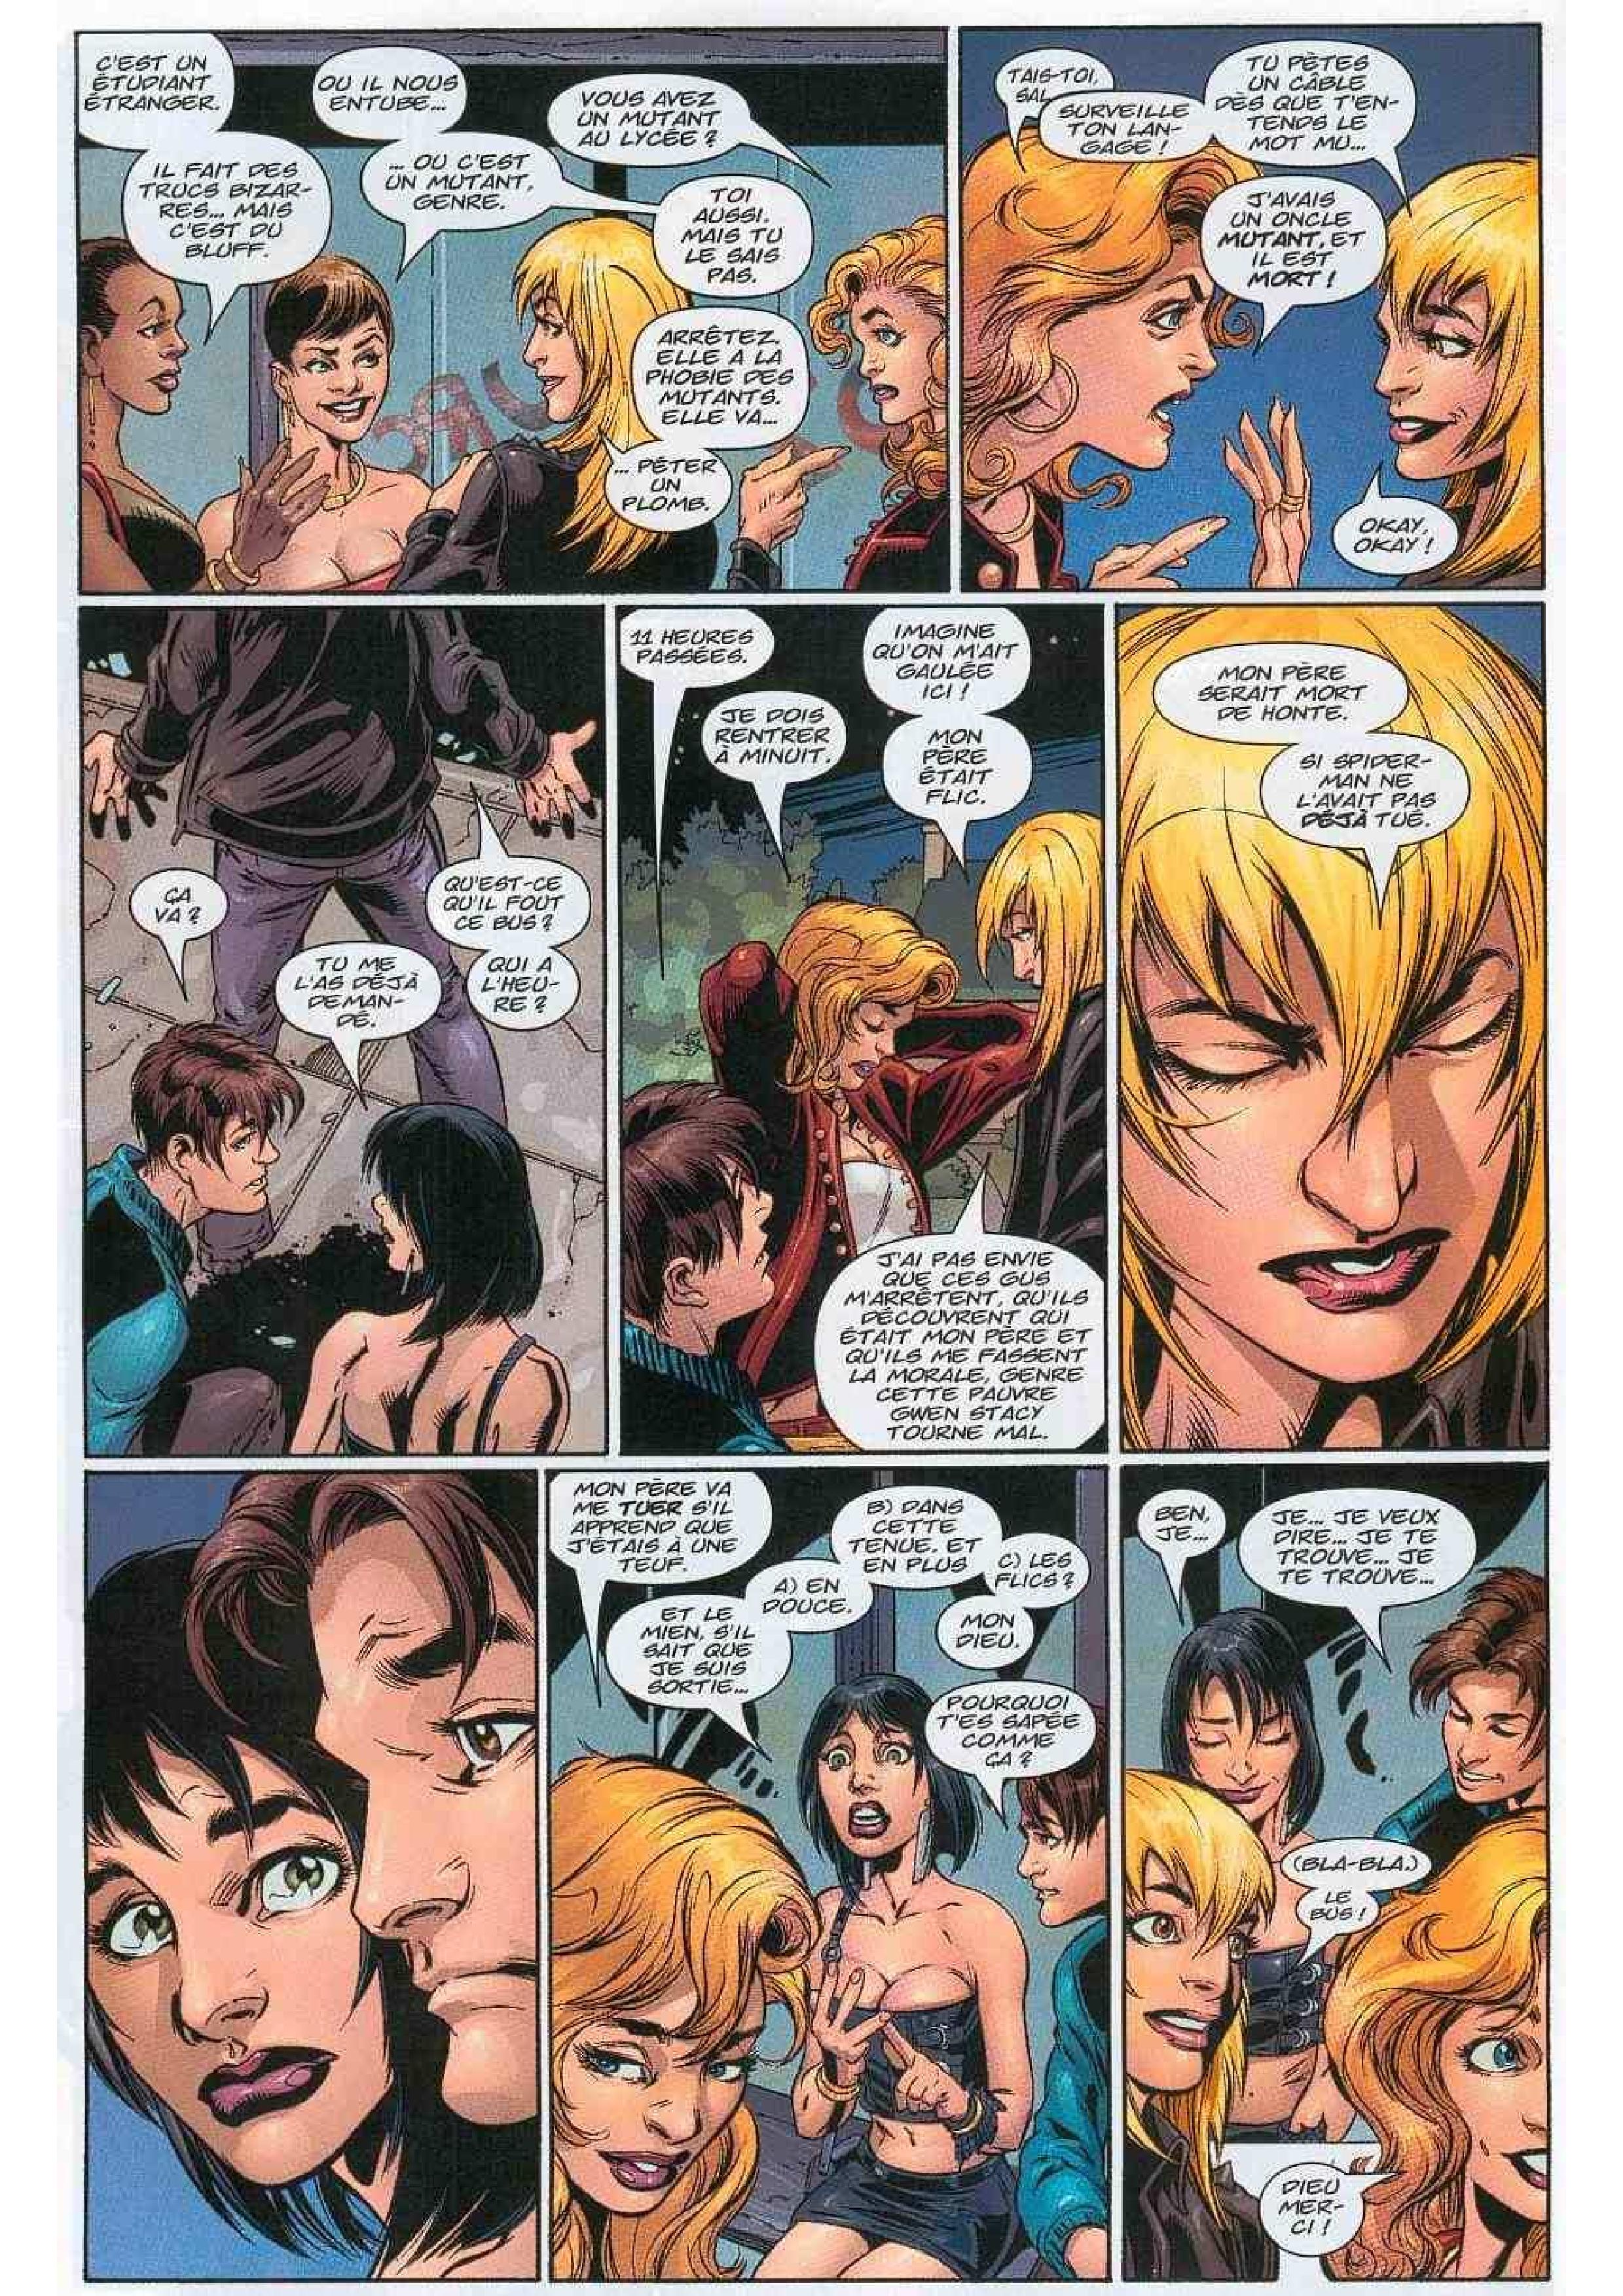 C'EST UN
ÉTUDIANT
ÉTRANGER.
IL FAIT DES
TRUCS BIZAR-
RES... MAIS
C'EST DU
BLUFF.
OU IL NOUS
ENTUBE...
... OU C'EST
UN MUTANT,
GENRE.
VOUS AVEZ
UN MUTANT
AU LYCÉE ?
TOI
AUSSI.
MAIS TU
LE SAIS
PAS.
ARRÊTEZ.
ELLE A LA
PHOBIE DES
MUTANTS.
ELLE VA...
... PÉTER
UN
PLOMB.
TAIS-TOI,
SAL
SURVEILLE
TON LAN-
GAGE !
TU PÈTES
UN CÂBLE
DÈS QUE T'EN-
TENDS LE
MOT MU...
J'AVAIS
UN ONCLE
MUTANT, ET
IL EST
MORT !
OKAY,
OKAY !
ÇA
VA ?
TU ME
L'AS DÉJÀ
DEMAN-
DÉ.
QU'EST-CE
QU'IL FOUT
CE BUS ?
QUI A
L'HEU-
RE ?
11 HEURES
PASSÉES.
JE DOIS
RENTRER
À MINUIT.
IMAGINE
QU'ON M'AIT
GAULÉE
ICI !
MON
PÈRE
ÉTAIT
FLIC.
J'AI PAS ENVIE
QUE CES GUS
M'ARRÊTENT, QU'ILS
DÉCOUVRENT QUI
ÉTAIT MON PÈRE ET
QU'ILS ME FASSENT
LA MORALE, GENRE
CETTE PAUVRE
GWEN STACY
TOURNE MAL.
MON PÈRE
SERAIT MORT
DE HONTE.
SI SPIDER-
MAN NE
L'AVAIT PAS
DÉJÀ TUÉ.
MON PÈRE VA
ME TUER S'IL
APPREND QUE
J'ÉTAIS À UNE
TEUF.
ET LE
MIEN, S'IL
SAIT QUE
JE SUIS
SORTIE...
A) EN
DOUCE,
B) DANS
CETTE
TENUE, ET
EN PLUS
C) LES
FLICS ?
MON
DIEU.
POURQUOI
T'ES SAPÉE
COMME
ÇA ?
BEN,
JE...
JE... JE VEUX
DIRE... JE TE
TROUVE... JE
TE TROUVE...
(BLA-BLA.)
LE
BUS !
DIEU
MER-
CI !